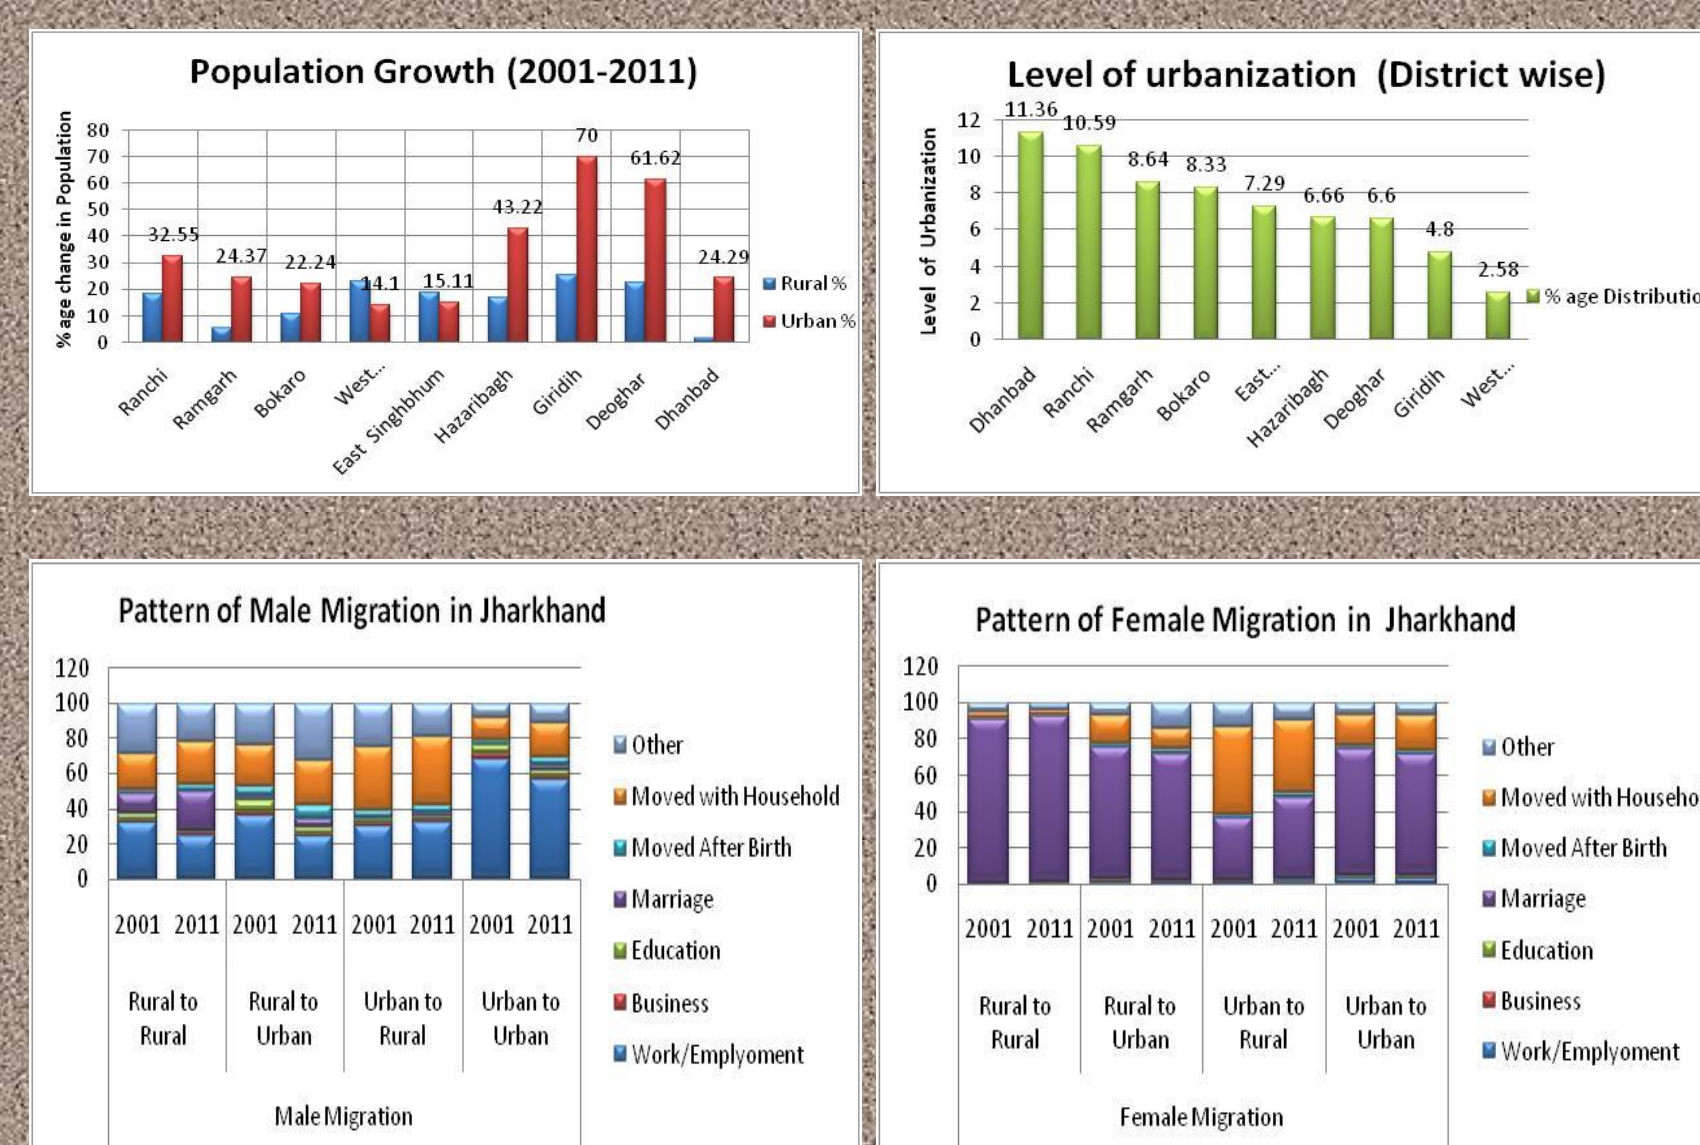 Population Growth (2001-2011)
% age change in Population
80
70
60
50
40
30
20
10
0
32.55
24.37
22.24
14.1
15.11
43.22
70
61.62
24.29
Ranchi
Ramgarh
Bokaro
West...
East Singhbhum
Hazaribagh
Giridih
Deoghar
Dhanbad
Rural %
Urban %
Level of urbanization (District wise)
Level of Urbanization
12
10
8
6
4
2
0
11.36
10.59
8.64
8.33
7.29
6.66
6.6
4.8
2.58
Dhanbad
Ranchi
Ramgarh
Bokaro
East...
Hazaribagh
Deoghar
Giridih
West...
% age Distributio
Pattern of Male Migration in Jharkhand
120
100
80
60
40
20
0
2001 2011 2001 2011 2001 2011 2001 2011
Rural to Rural to Urban to Urban to
Rural Urban Rural Urban
Male Migration
Other
Moved with Household
Moved After Birth
Marriage
Education
Business
Work/Emplyoment
Pattern of Female Migration in Jharkhand
120
100
80
60
40
20
0
2001 2011 2001 2011 2001 2011 2001 2011
Rural to Rural to Urban to Urban to
Rural Urban Rural Urban
Female Migration
Other
Moved with Househo
Moved After Birth
Marriage
Education
Business
Work/Emplyoment